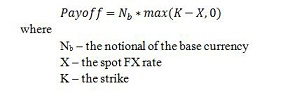 Payoff = N_b * max(K − X, 0)
where
N_b – the notional of the base currency
X – the spot FX rate
K – the strike